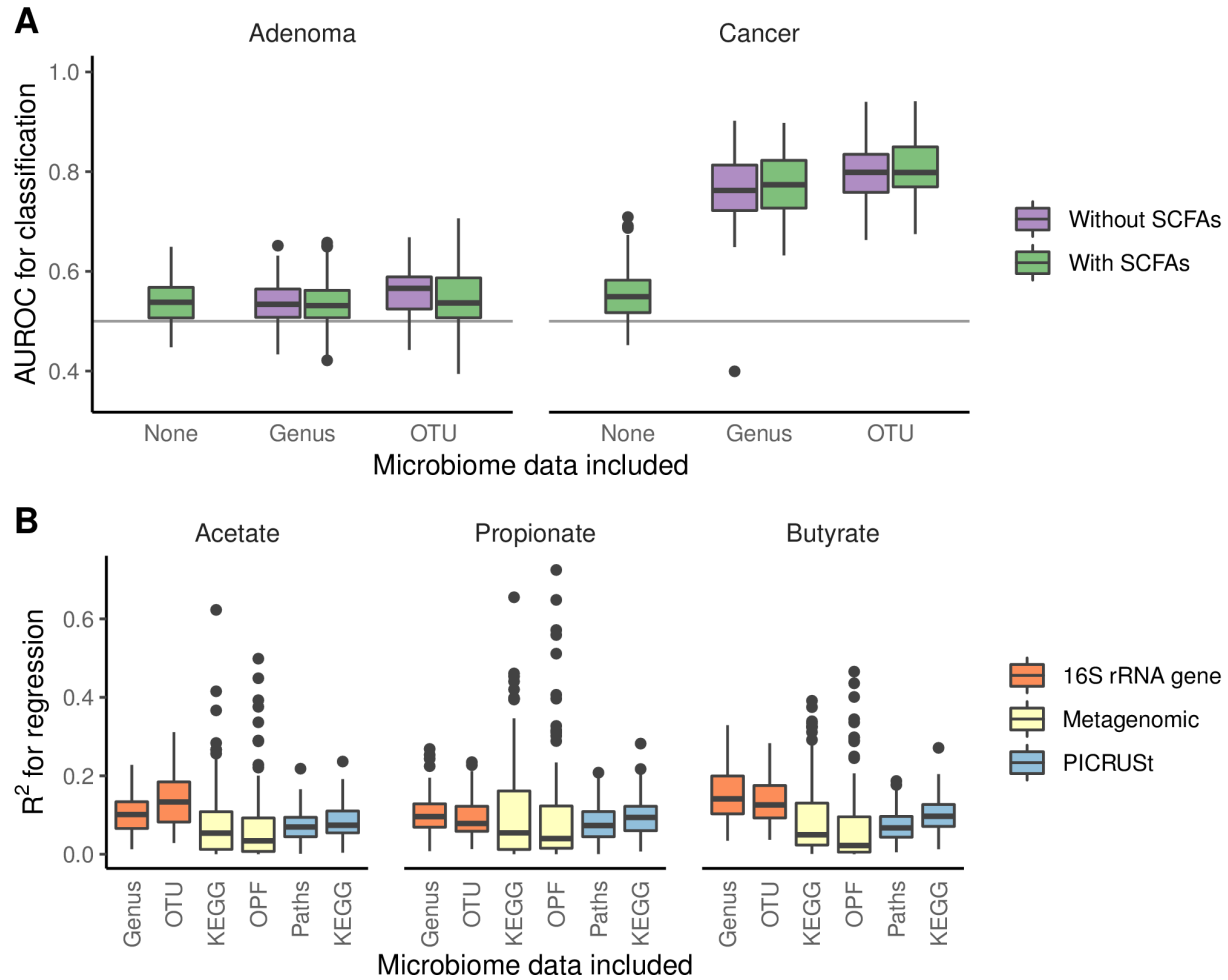 A
Adenoma
Cancer
AUROC for classification
1.0
0.8
0.6
0.4
None
Genus
OTU
None
Genus
OTU
Microbiome data included
Without SCFAs
With SCFAs
B
Acetate
Propionate
Butyrate
R² for regression
0.6
0.4
0.2
0.0
Genus
OTU
KEGG
OPF
Paths
KEGG
Genus
OTU
KEGG
OPF
Paths
KEGG
Genus
OTU
KEGG
OPF
Paths
KEGG
Microbiome data included
16S rRNA gene
Metagenomic
PICRUSt